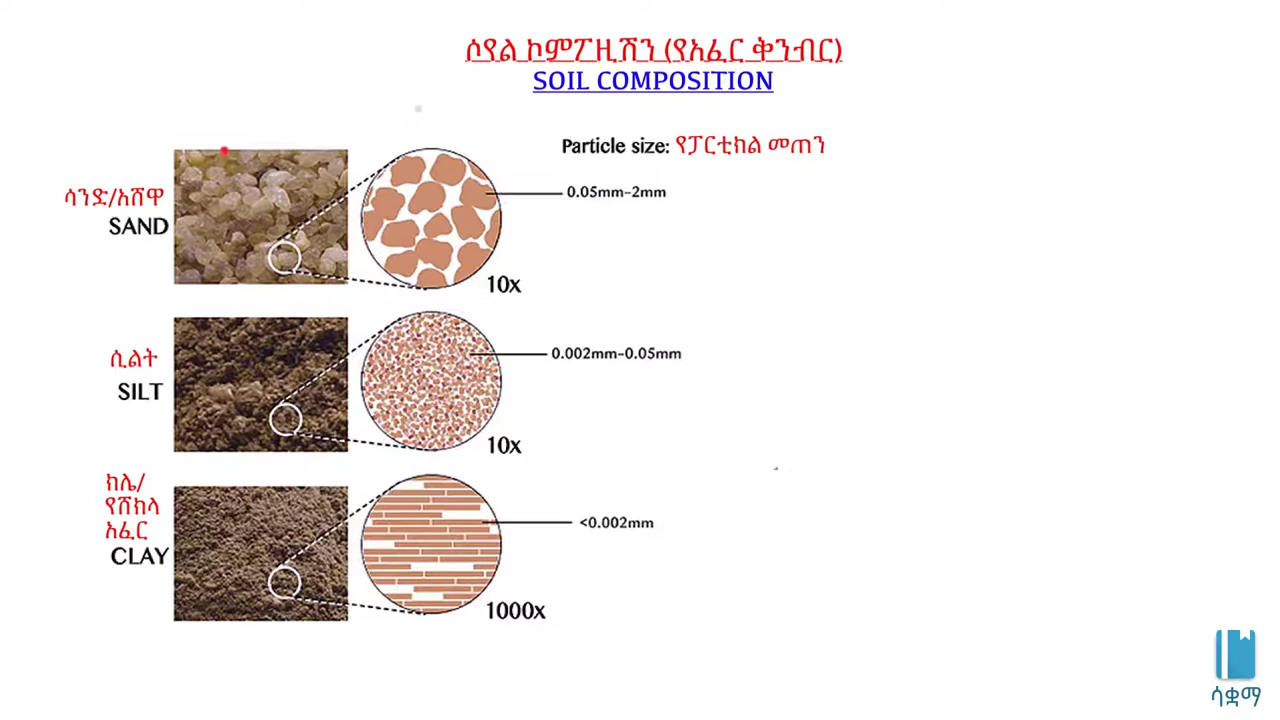 ሶየል ኮምፖዚሽን (የአፈር ቅንብር)
SOIL COMPOSITION
Particle size: የፓርቲክል መጠን
ሳንድ/አሸዋ
SAND
0.05mm-2mm
10x
ሲልት
SILT
0.002mm-0.05mm
10x
ክሌ/
የሸክላ
አፈር
CLAY
<0.002mm
1000x
ሳቋማ